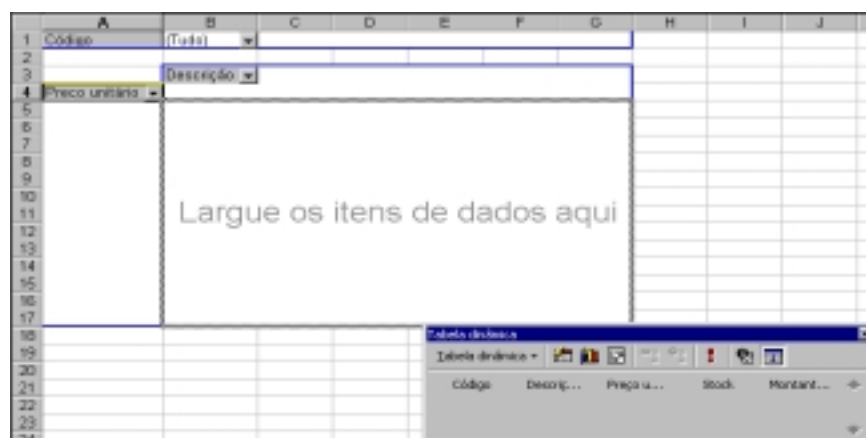 A B C D E F G H I J
1 Código (Tudo)
2
3 Descrição
4 Preco unitário
5
6
7
8
9
10
11 Largue os itens de dados aqui
12
13
14
15
16
17
18 Tabela dinâmica
19 Tabela dinâmica
20
21 Código Descriç... Preço u... Stock Montant...
22
23
24